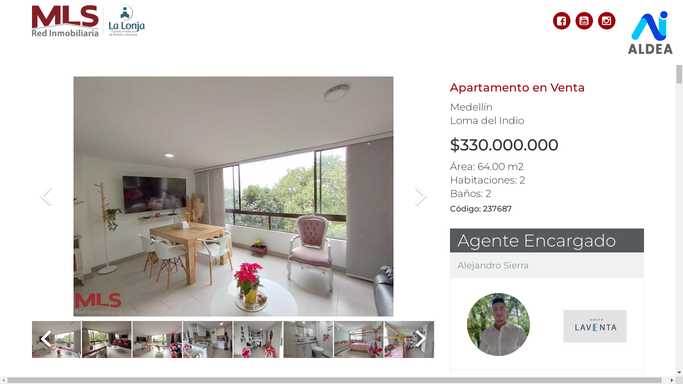 MLS
Red Inmobiliaria
La Lonja
ALDEA
Apartamento en Venta
Medellín
Loma del Indio
$330.000.000
Área: 64.00 m2
Habitaciones: 2
Baños: 2
Código: 237687
Agente Encargado
Alejandro Sierra
LAVENTA
MLS